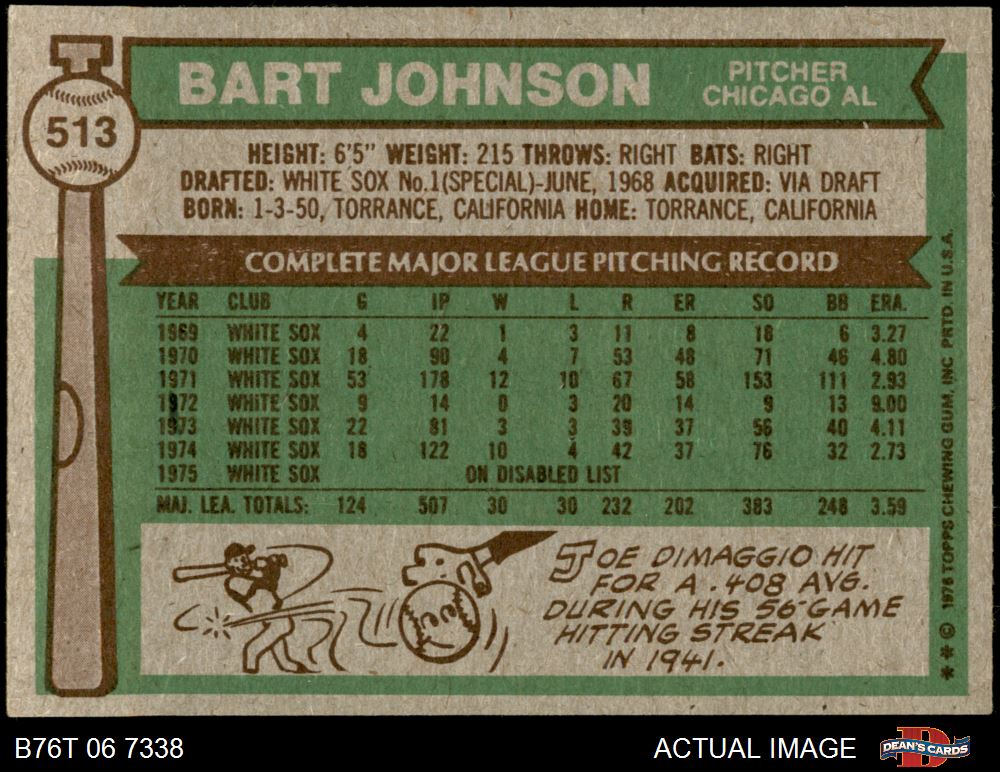 513
BART JOHNSON
PITCHER
CHICAGO AL
HEIGHT: 6'5" WEIGHT: 215 THROWS: RIGHT BATS: RIGHT
DRAFTED: WHITE SOX No.1(SPECIAL)-JUNE, 1968 ACQUIRED: VIA DRAFT
BORN: 1-3-50, TORRANCE, CALIFORNIA HOME: TORRANCE, CALIFORNIA
COMPLETE MAJOR LEAGUE PITCHING RECORD
YEAR CLUB G IP W L R ER SO BB ERA.
1969 WHITE SOX 4 22 1 3 11 8 18 6 3.27
1970 WHITE SOX 18 90 4 7 53 48 71 46 4.80
1971 WHITE SOX 53 178 12 10 67 58 153 111 2.93
1972 WHITE SOX 9 14 0 3 20 14 9 13 9.00
1973 WHITE SOX 22 81 3 3 39 37 56 40 4.11
1974 WHITE SOX 18 122 10 4 42 37 76 32 2.73
1975 WHITE SOX ON DISABLED LIST
MAJ. LEA. TOTALS: 124 507 30 30 232 202 383 248 3.59
JOE DIMAGGIO HIT
FOR A .408 AVG.
DURING HIS 56-GAME
HITTING STREAK
IN 1941.
** © 1976 TOPPS CHEWING GUM, INC PRTD. IN U.S.A.
B76T 06 7338
ACTUAL IMAGE
DEAN'S CARDS